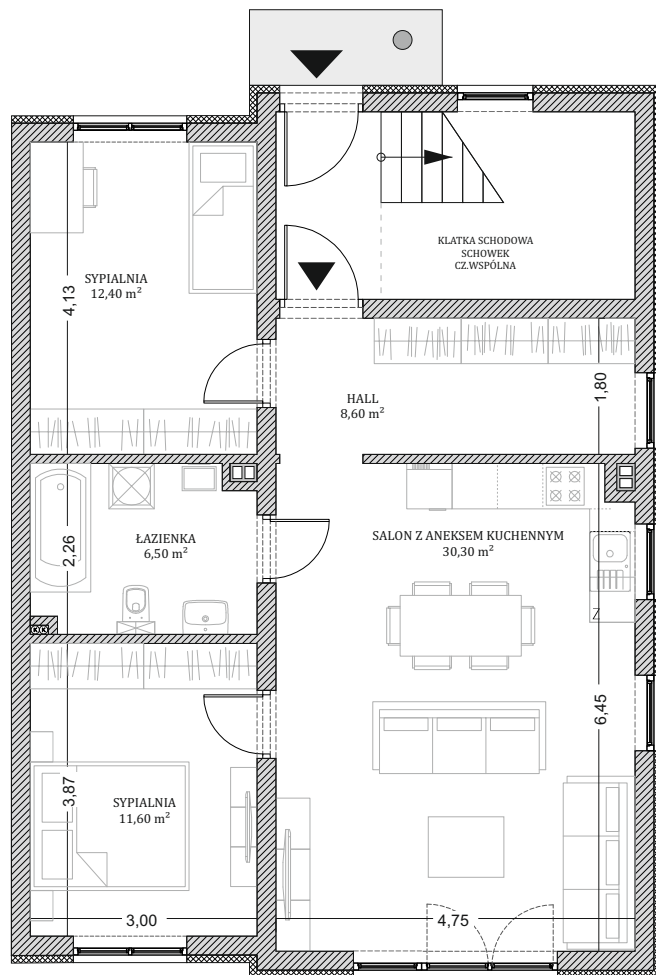 KLATKA SCHODOWA
SCHOWEK
CZ.WSPÓLNA
SYPIALNIA
12,40 m²
4,13
HALL
8,60 m²
1,80
ŁAZIENKA
6,50 m²
2,26
SALON Z ANEKSEM KUCHENNYM
30,30 m²
Z
6,45
SYPIALNIA
11,60 m²
3,87
3,00
4,75